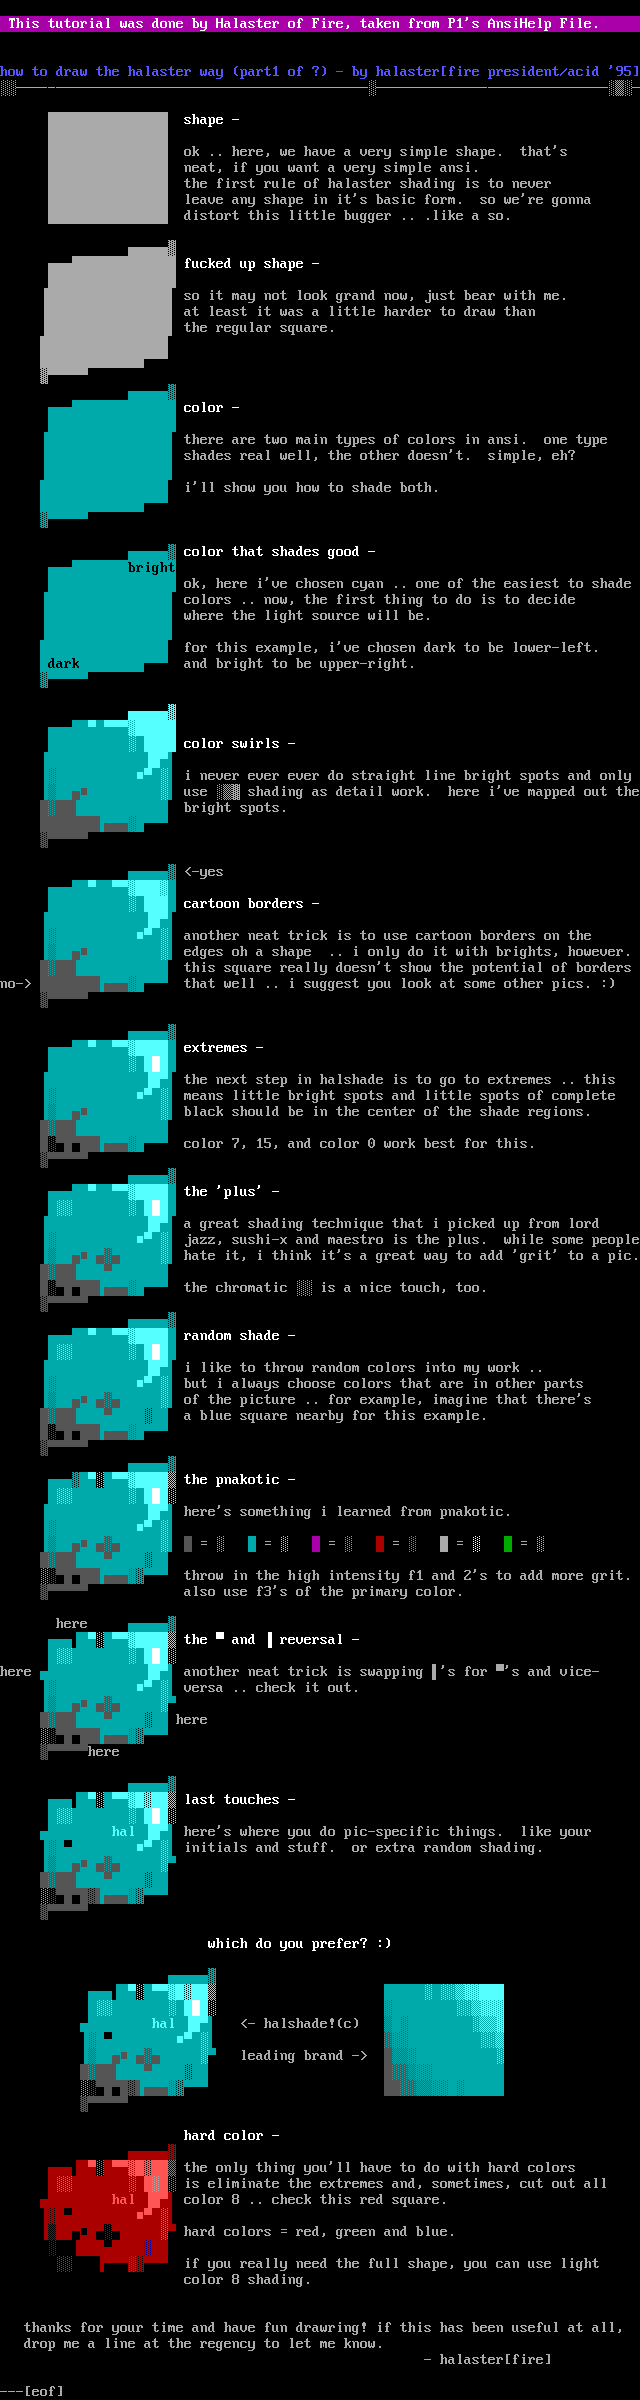 This tutorial was done by Halaster of Fire, taken from P1's AnsiHelp File.
how to draw the halaster way (part1 of ?) - by halaster[fire president/acid '95]
shape -
ok .. here, we have a very simple shape.  that's
neat, if you want a very simple ansi.
the first rule of halaster shading is to never
leave any shape in it's basic form.  so we're gonna
distort this little bugger .. .like a so.
fucked up shape -
so it may not look grand now, just bear with me.
at least it was a little harder to draw than
the regular square.
color -
there are two main types of colors in ansi.  one type
shades real well, the other doesn't.  simple, eh?
i'll show you how to shade both.
color that shades good -
bright
ok, here i've chosen cyan .. one of the easiest to shade
colors .. now, the first thing to do is to decide
where the light source will be.
for this example, i've chosen dark to be lower-left.
dark and bright to be upper-right.
color swirls -
i never ever ever do straight line bright spots and only
use ░▒▓ shading as detail work.  here i've mapped out the
bright spots.
<-yes
cartoon borders -
another neat trick is to use cartoon borders on the
edges oh a shape  .. i only do it with brights, however.
this square really doesn't show the potential of borders
no-> that well .. i suggest you look at some other pics. :)
extremes -
the next step in halshade is to go to extremes .. this
means little bright spots and little spots of complete
black should be in the center of the shade regions.
color 7, 15, and color 0 work best for this.
the 'plus' -
a great shading technique that i picked up from lord
jazz, sushi-x and maestro is the plus.  while some people
hate it, i think it's a great way to add 'grit' to a pic.
the chromatic ░░ is a nice touch, too.
random shade -
i like to throw random colors into my work ..
but i always choose colors that are in other parts
of the picture .. for example, imagine that there's
a blue square nearby for this example.
the pnakotic -
here's something i learned from pnakotic.
█ = ░   █ = ░   █ = ░   █ = ░   █ = ░   █ = ░
throw in the high intensity f1 and 2's to add more grit.
also use f3's of the primary color.
here
the ▀ and ▐ reversal -
here another neat trick is swapping ▌'s for ▀'s and vice-
versa .. check it out.
here
here
last touches -
hal here's where you do pic-specific things.  like your
initials and stuff.  or extra random shading.
which do you prefer? :)
hal <- halshade!(c)
leading brand ->
hard color -
the only thing you'll have to do with hard colors
is eliminate the extremes and, sometimes, cut out all
hal color 8 .. check this red square.
hard colors = red, green and blue.
if you really need the full shape, you can use light
color 8 shading.
thanks for your time and have fun drawring! if this has been useful at all,
drop me a line at the regency to let me know.
- halaster[fire]
---[eof]